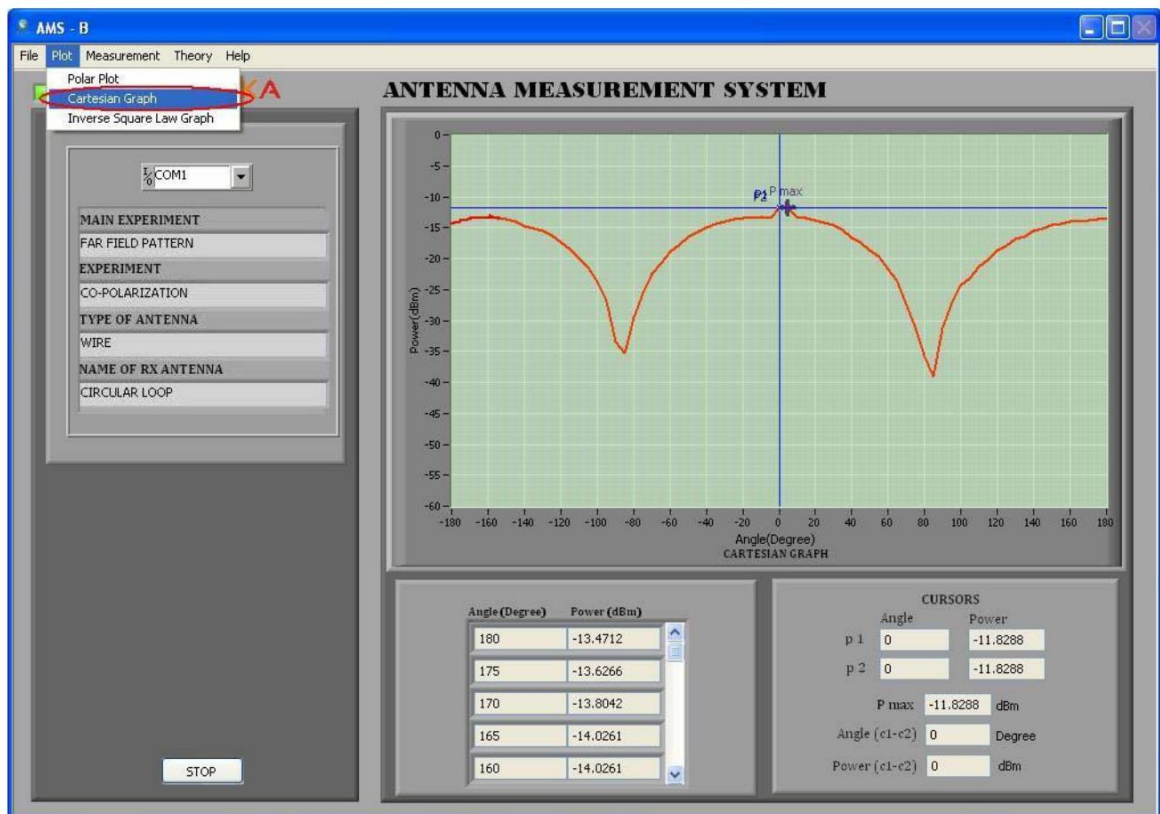 AMS - B
File Plot Measurement Theory Help
Polar Plot
Cartesian Graph
Inverse Square Law Graph
KA
ANTENNA MEASUREMENT SYSTEM
I/O COM1
MAIN EXPERIMENT
FAR FIELD PATTERN
EXPERIMENT
CO-POLARIZATION
TYPE OF ANTENNA
WIRE
NAME OF RX ANTENNA
CIRCULAR LOOP
STOP
P max
0
-5
-10
-15
-20
-25
-30
-35
-40
-45
-50
-55
-60
Power(dBm)
-180 -160 -140 -120 -100 -80 -60 -40 -20 0 20 40 60 80 100 120 140 160 180
Angle(Degree)
CARTESIAN GRAPH
Angle(Degree) Power(dBm)
180 -13.4712
175 -13.6266
170 -13.8042
165 -14.0261
160 -14.0261
CURSORS
Angle Power
p 1 0 -11.8288
p 2 0 -11.8288
P max -11.8288 dBm
Angle (c1-c2) 0 Degree
Power (c1-c2) 0 dBm